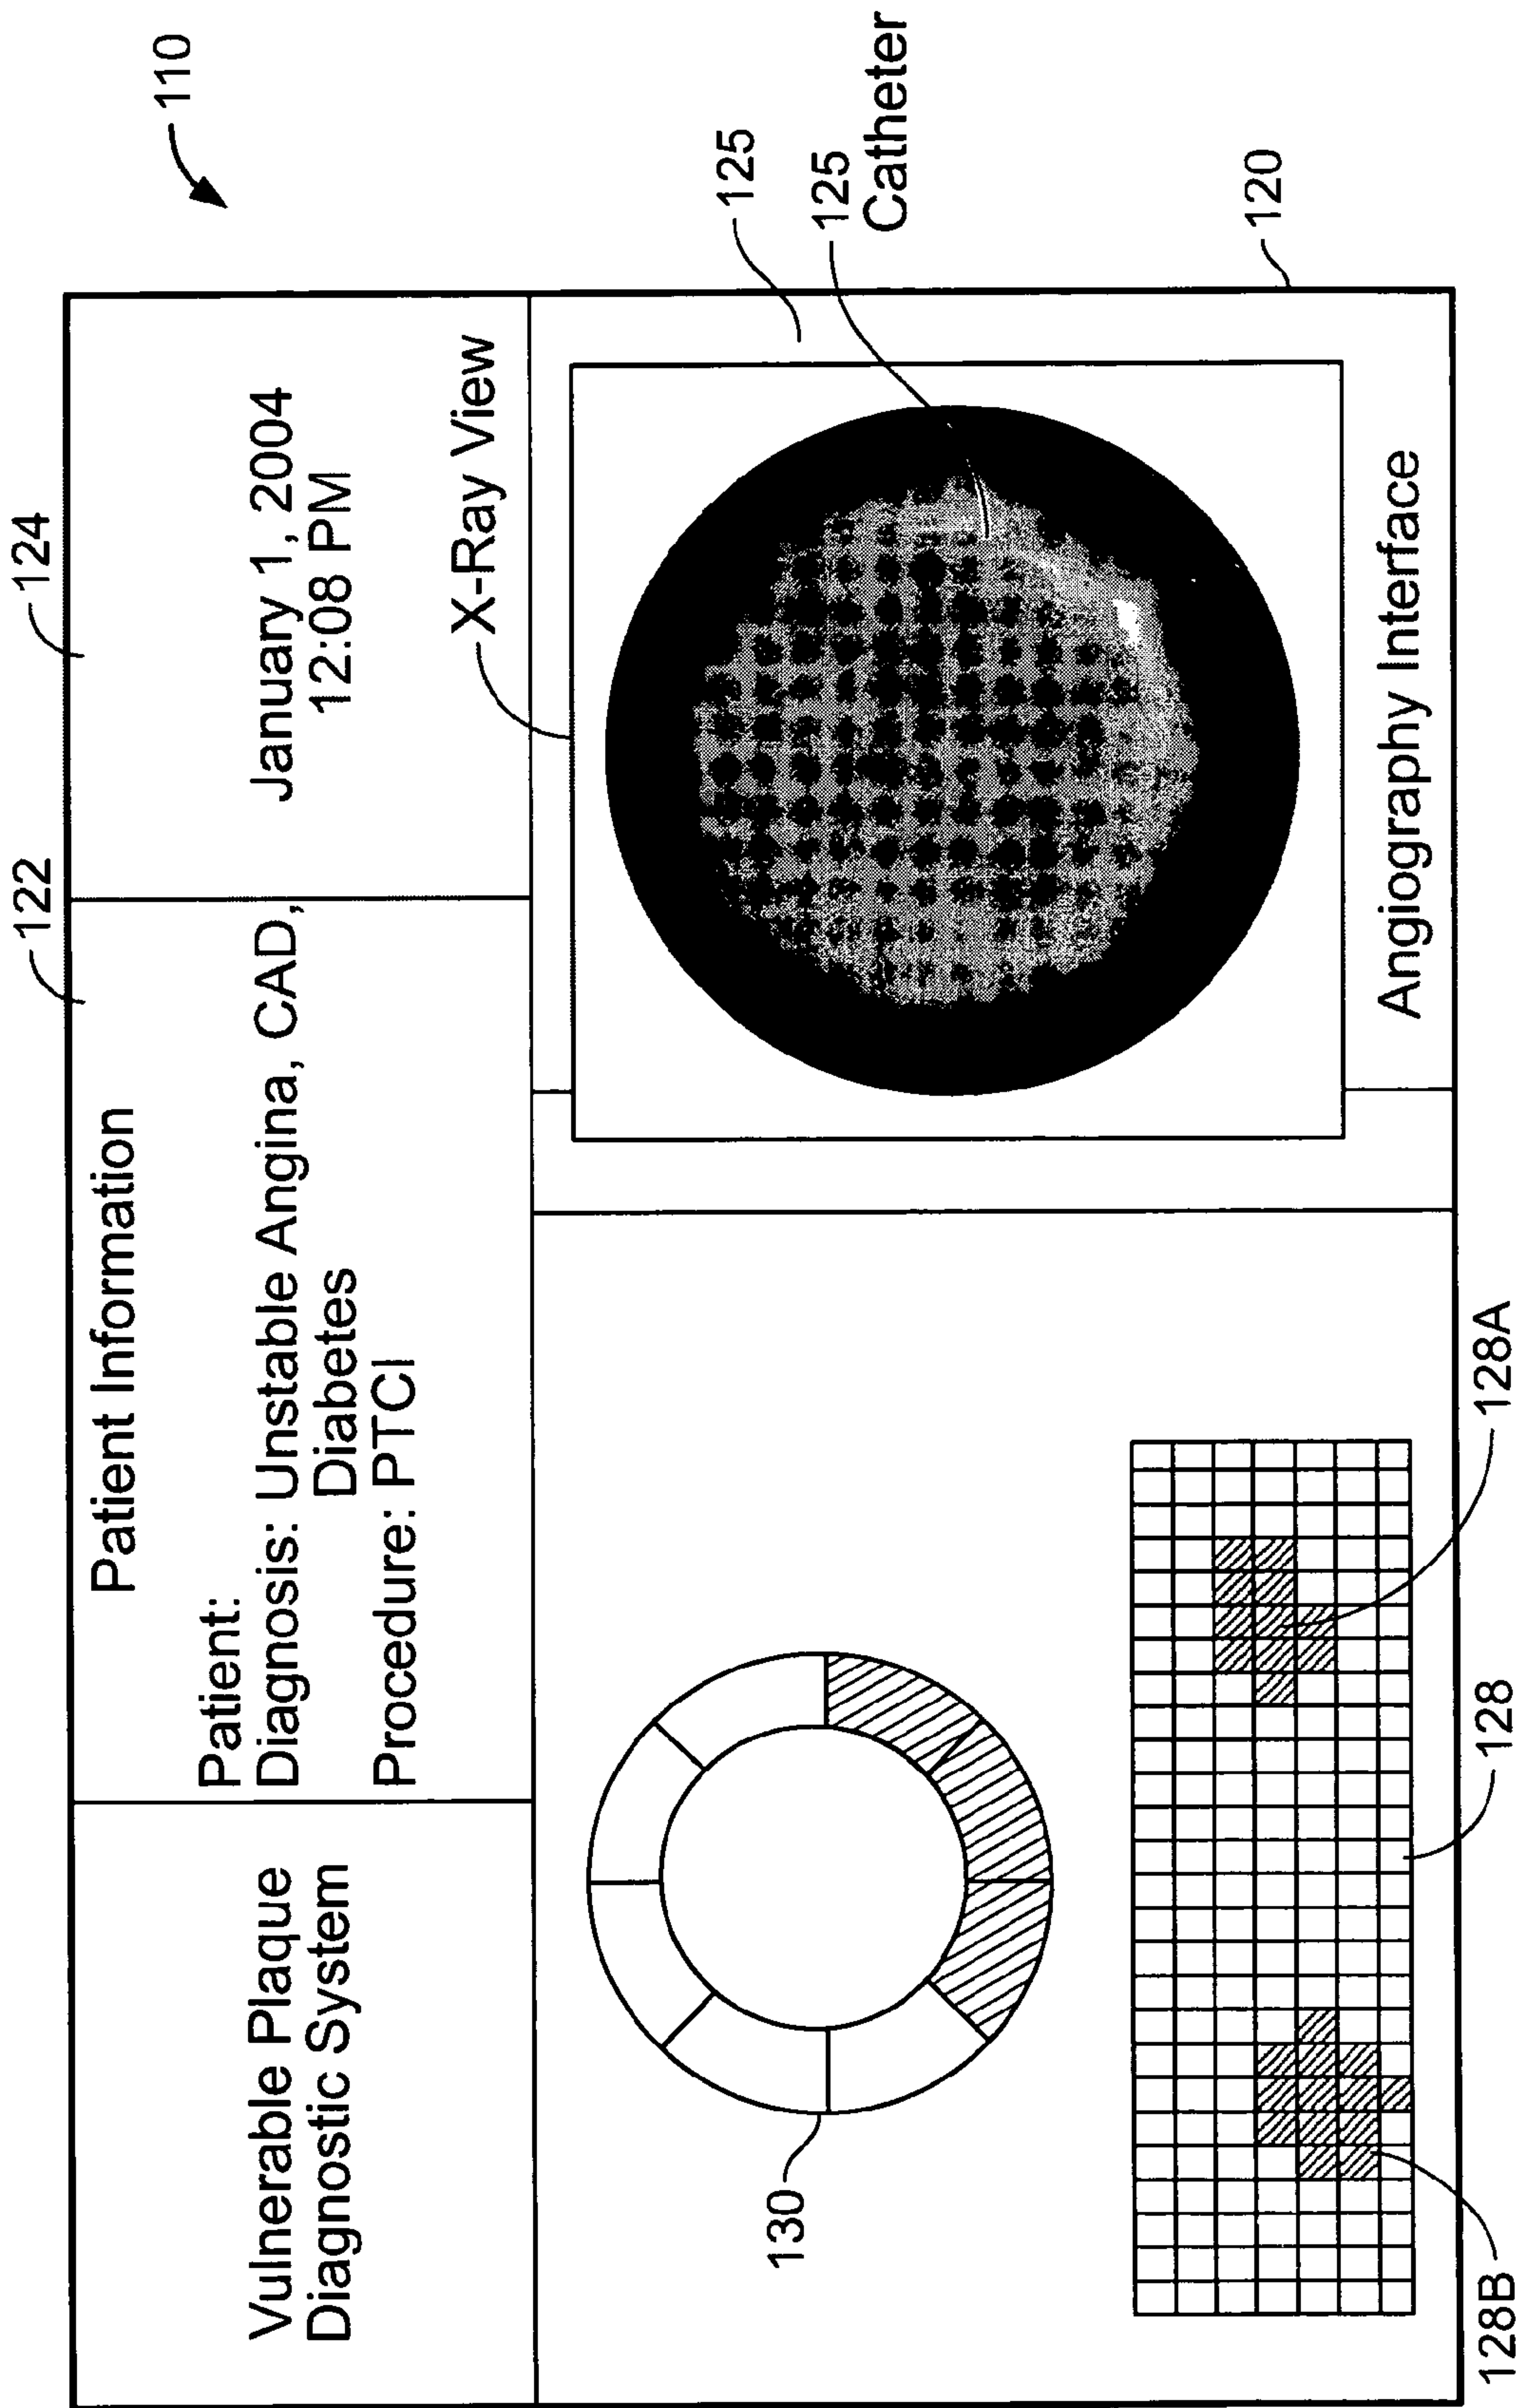 110
122
124
Vulnerable Plaque
Diagnostic System
Patient Information
Patient:
Diagnosis: Unstable Angina, CAD,
Diabetes
Procedure: PTCI
January 1, 2004
12:08 PM
X-Ray View
125
125
Catheter
130
Angiography Interface
120
128B
128
128A